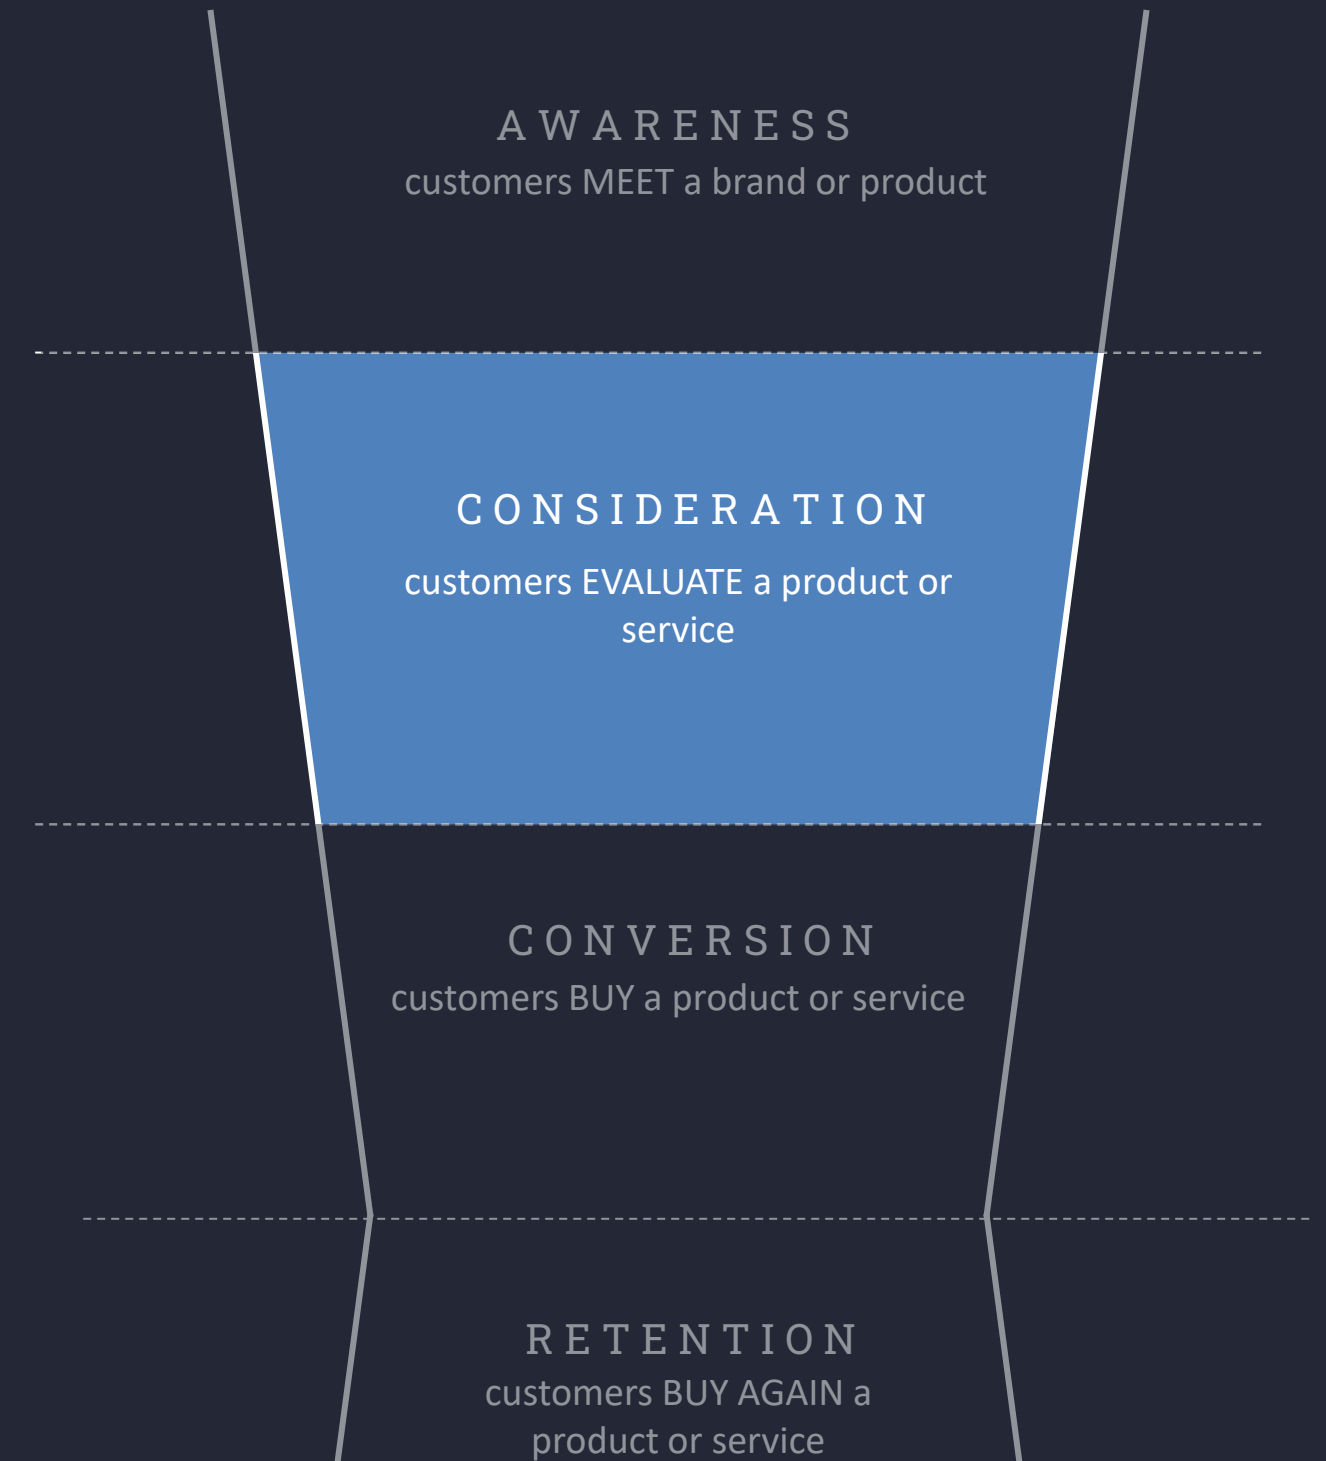 AWARENESS
customers MEET a brand or product
CONSIDERATION
customers EVALUATE a product or
service
CONVERSION
customers BUY a product or service
RETENTION
customers BUY AGAIN a
product or service